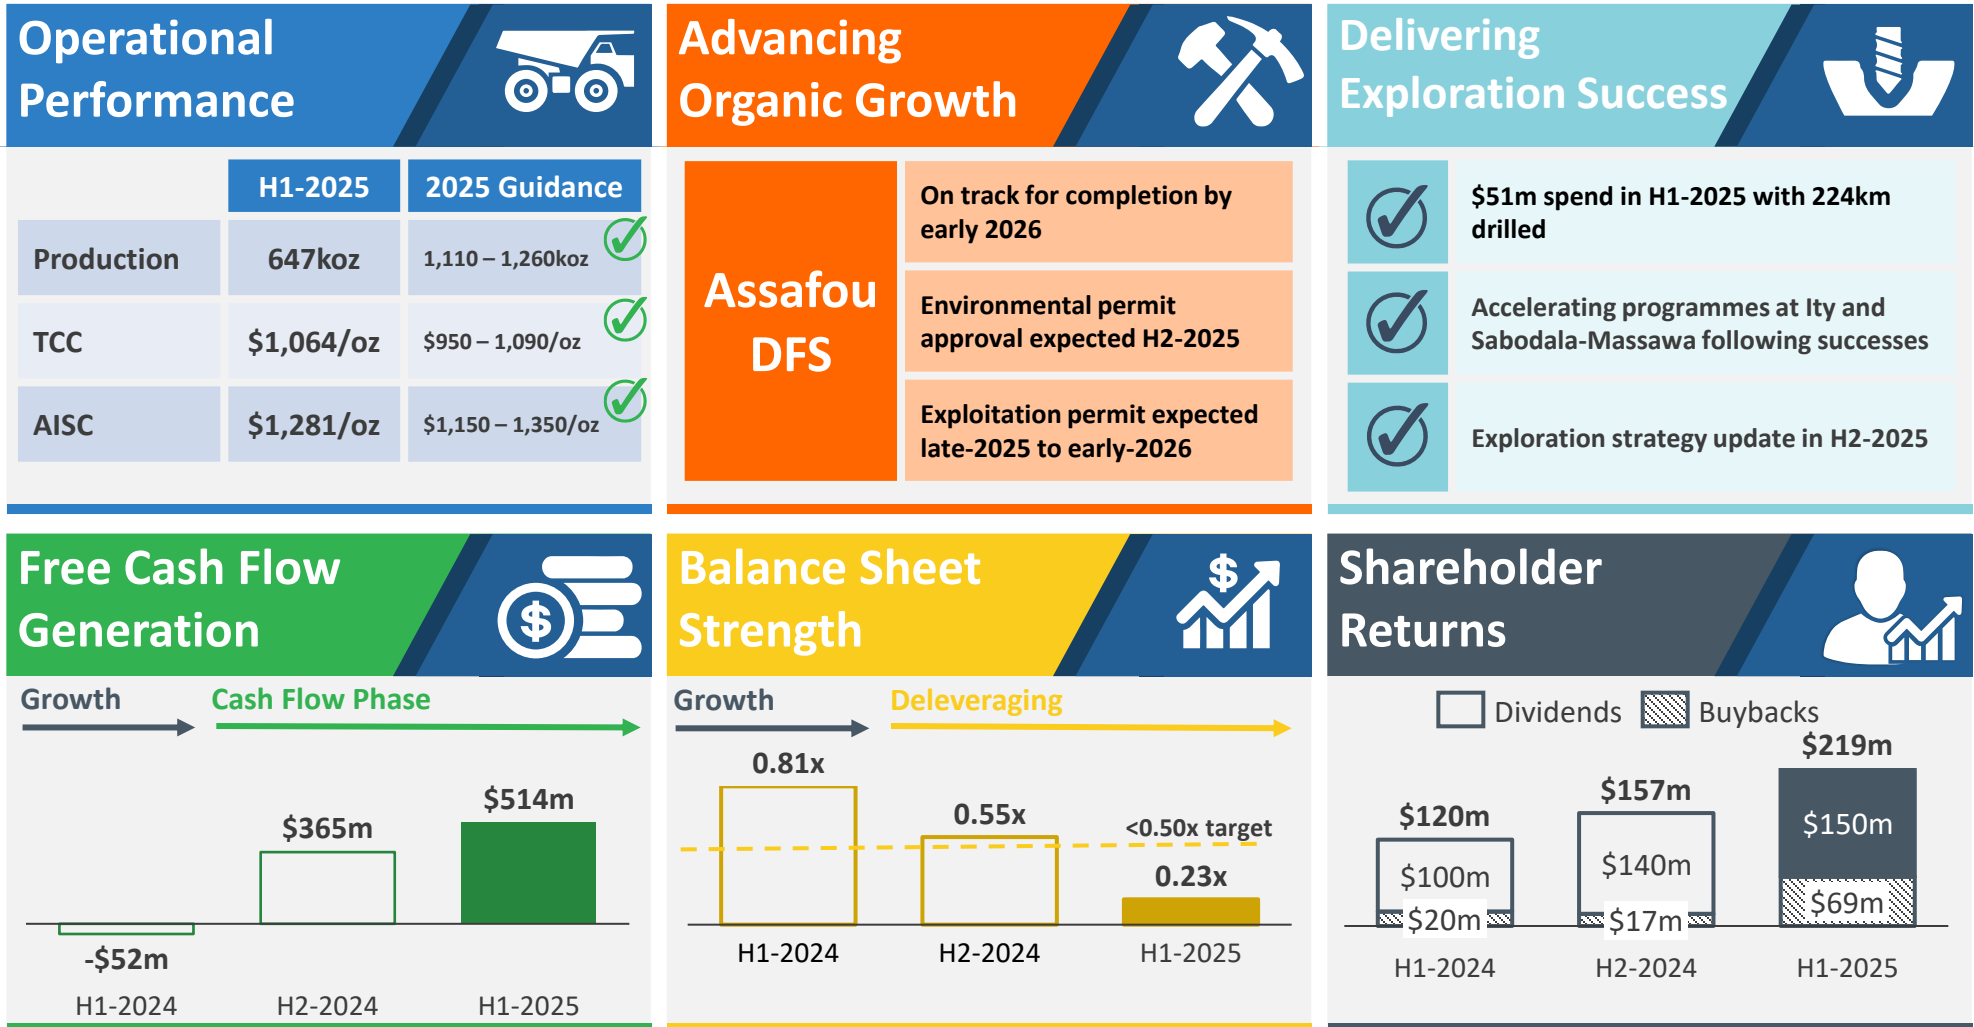 Operational
Performance
H1-2025 2025 Guidance
Production 647koz 1,110 – 1,260koz
TCC $1,064/oz $950 – 1,090/oz
AISC $1,281/oz $1,150 – 1,350/oz
Advancing
Organic Growth
Assafou
DFS
On track for completion by
early 2026
Environmental permit
approval expected H2-2025
Exploitation permit expected
late-2025 to early-2026
Delivering
Exploration Success
$51m spend in H1-2025 with 224km
drilled
Accelerating programmes at Ity and
Sabodala-Massawa following successes
Exploration strategy update in H2-2025
Free Cash Flow
Generation
Growth Cash Flow Phase
$514m
$365m
-$52m
H1-2024 H2-2024 H1-2025
Balance Sheet
Strength
$
Growth Deleveraging
0.81x
0.55x
<0.50x target
0.23x
H1-2024 H2-2024 H1-2025
Shareholder
Returns
Dividends Buybacks
$219m
$157m
$120m
$150m
$140m
$100m
$69m
$20m $17m
H1-2024 H2-2024 H1-2025